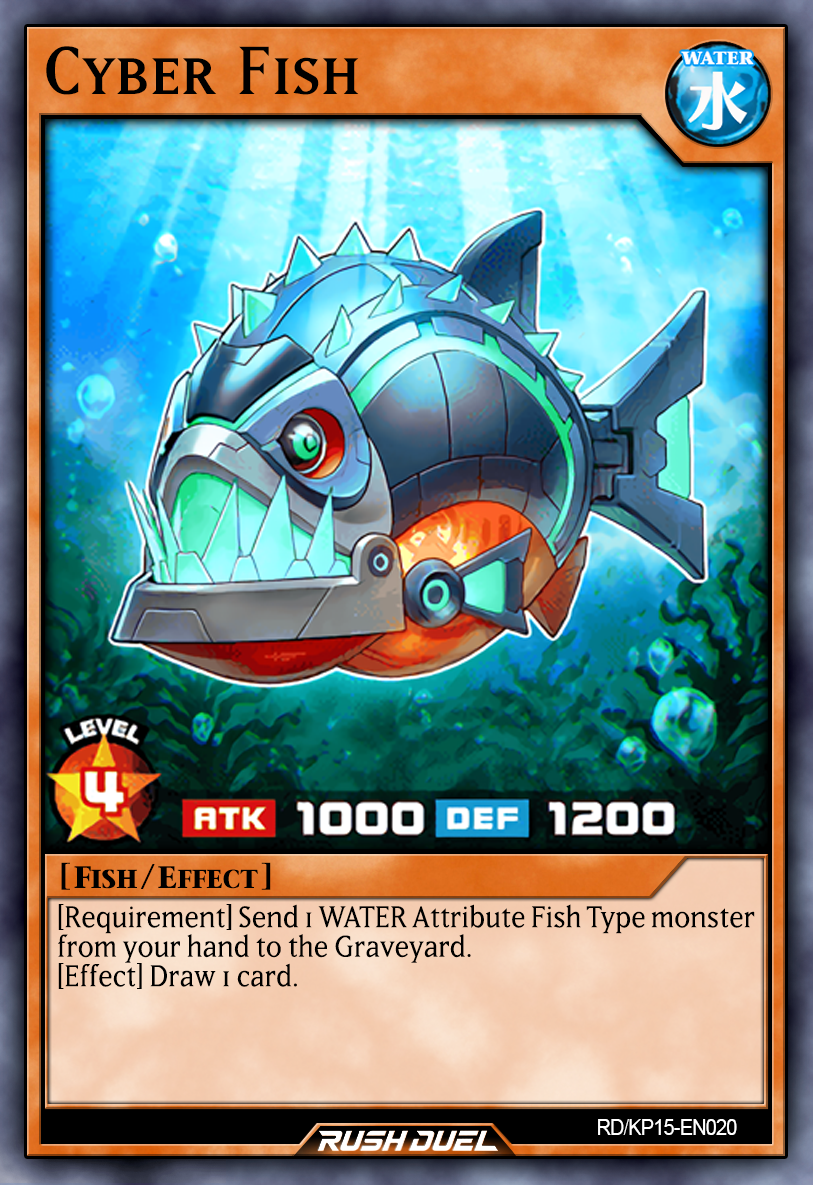 Cyber Fish
WATER
水
LEVEL
4
ATK 1000 DEF 1200
[Fish/Effect]
[Requirement] Send 1 WATER Attribute Fish Type monster
from your hand to the Graveyard.
[Effect] Draw 1 card.
RD/KP15-EN020
RUSH DUEL